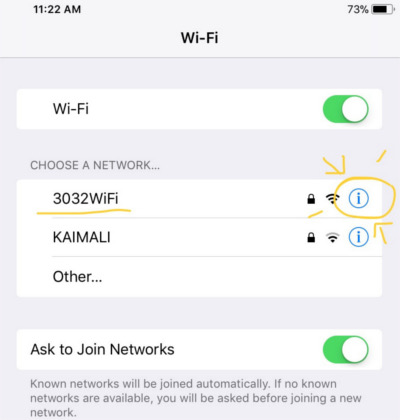 11:22 AM 73%
Wi-Fi
Wi-Fi
CHOOSE A NETWORK...
3032WiFi
KAIMALI
Other...
Ask to Join Networks
Known networks will be joined automatically. If no known
networks are available, you will be asked before joining a new
network.